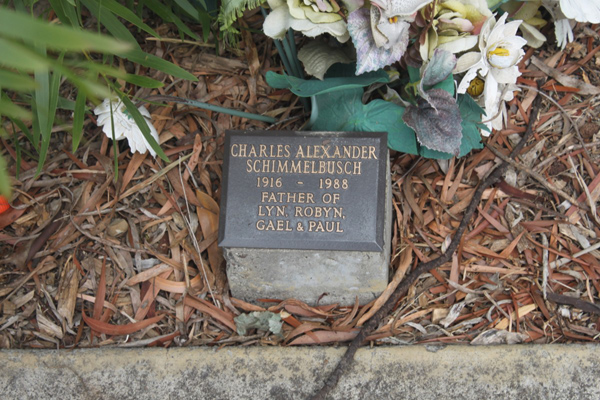 CHARLES ALEXANDER
SCHIMMELBUSCH
1916 - 1988
FATHER OF
LYN, ROBYN,
GAEL & PAUL